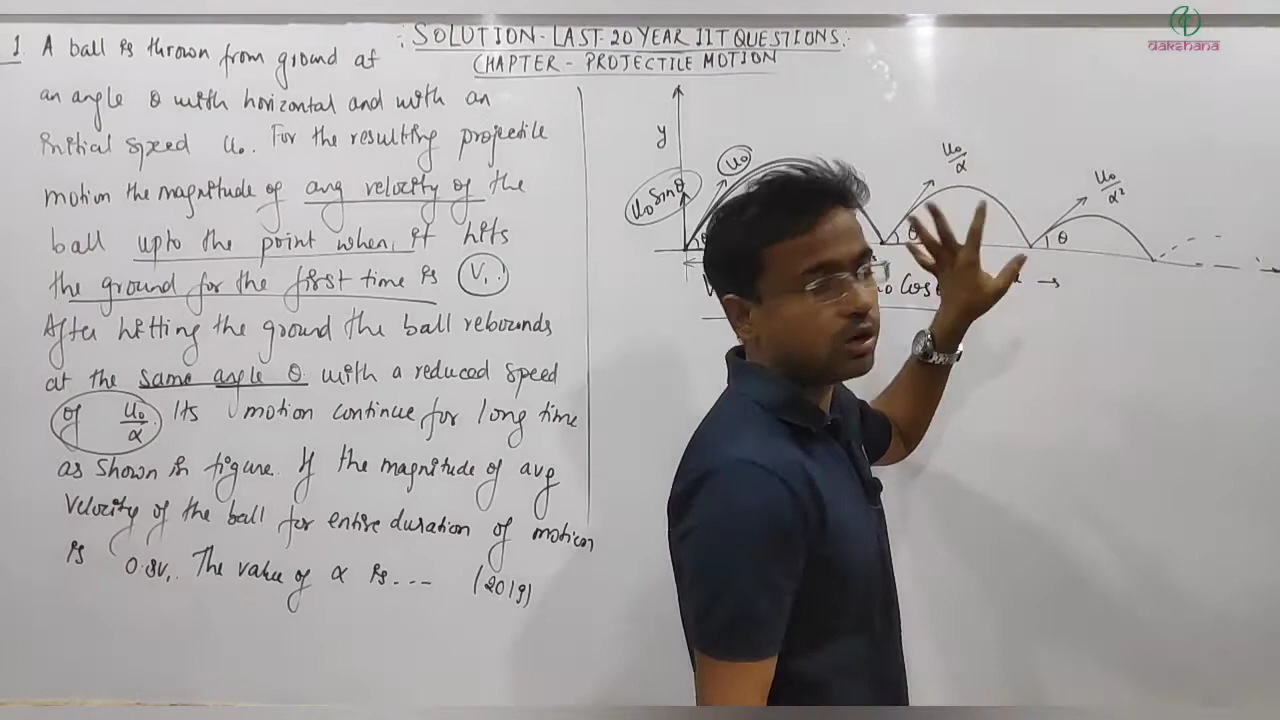 : SOLUTION - LAST 20 YEAR IIT QUESTIONS :
CHAPTER - PROJECTILE MOTION
dakshana
1. A ball is thrown from ground at
an angle θ with horizontal and with an
initial speed u₀. For the resulting projectile
motion the magnitude of avg velocity of the
ball upto the point when it hits
the ground for the first time is V₁.
After hitting the ground the ball rebounds
at the same angle θ with a reduced speed
of u₀/α. Its motion continue for long time
as shown in figure. If the magnitude of avg
Velocity of the ball for entire duration of motion
is 0.8V₁. The value of α is--- (2019)
y
u₀ sinθ
u₀
θ
u₀/α
θ
u₀/α²
θ
Cos